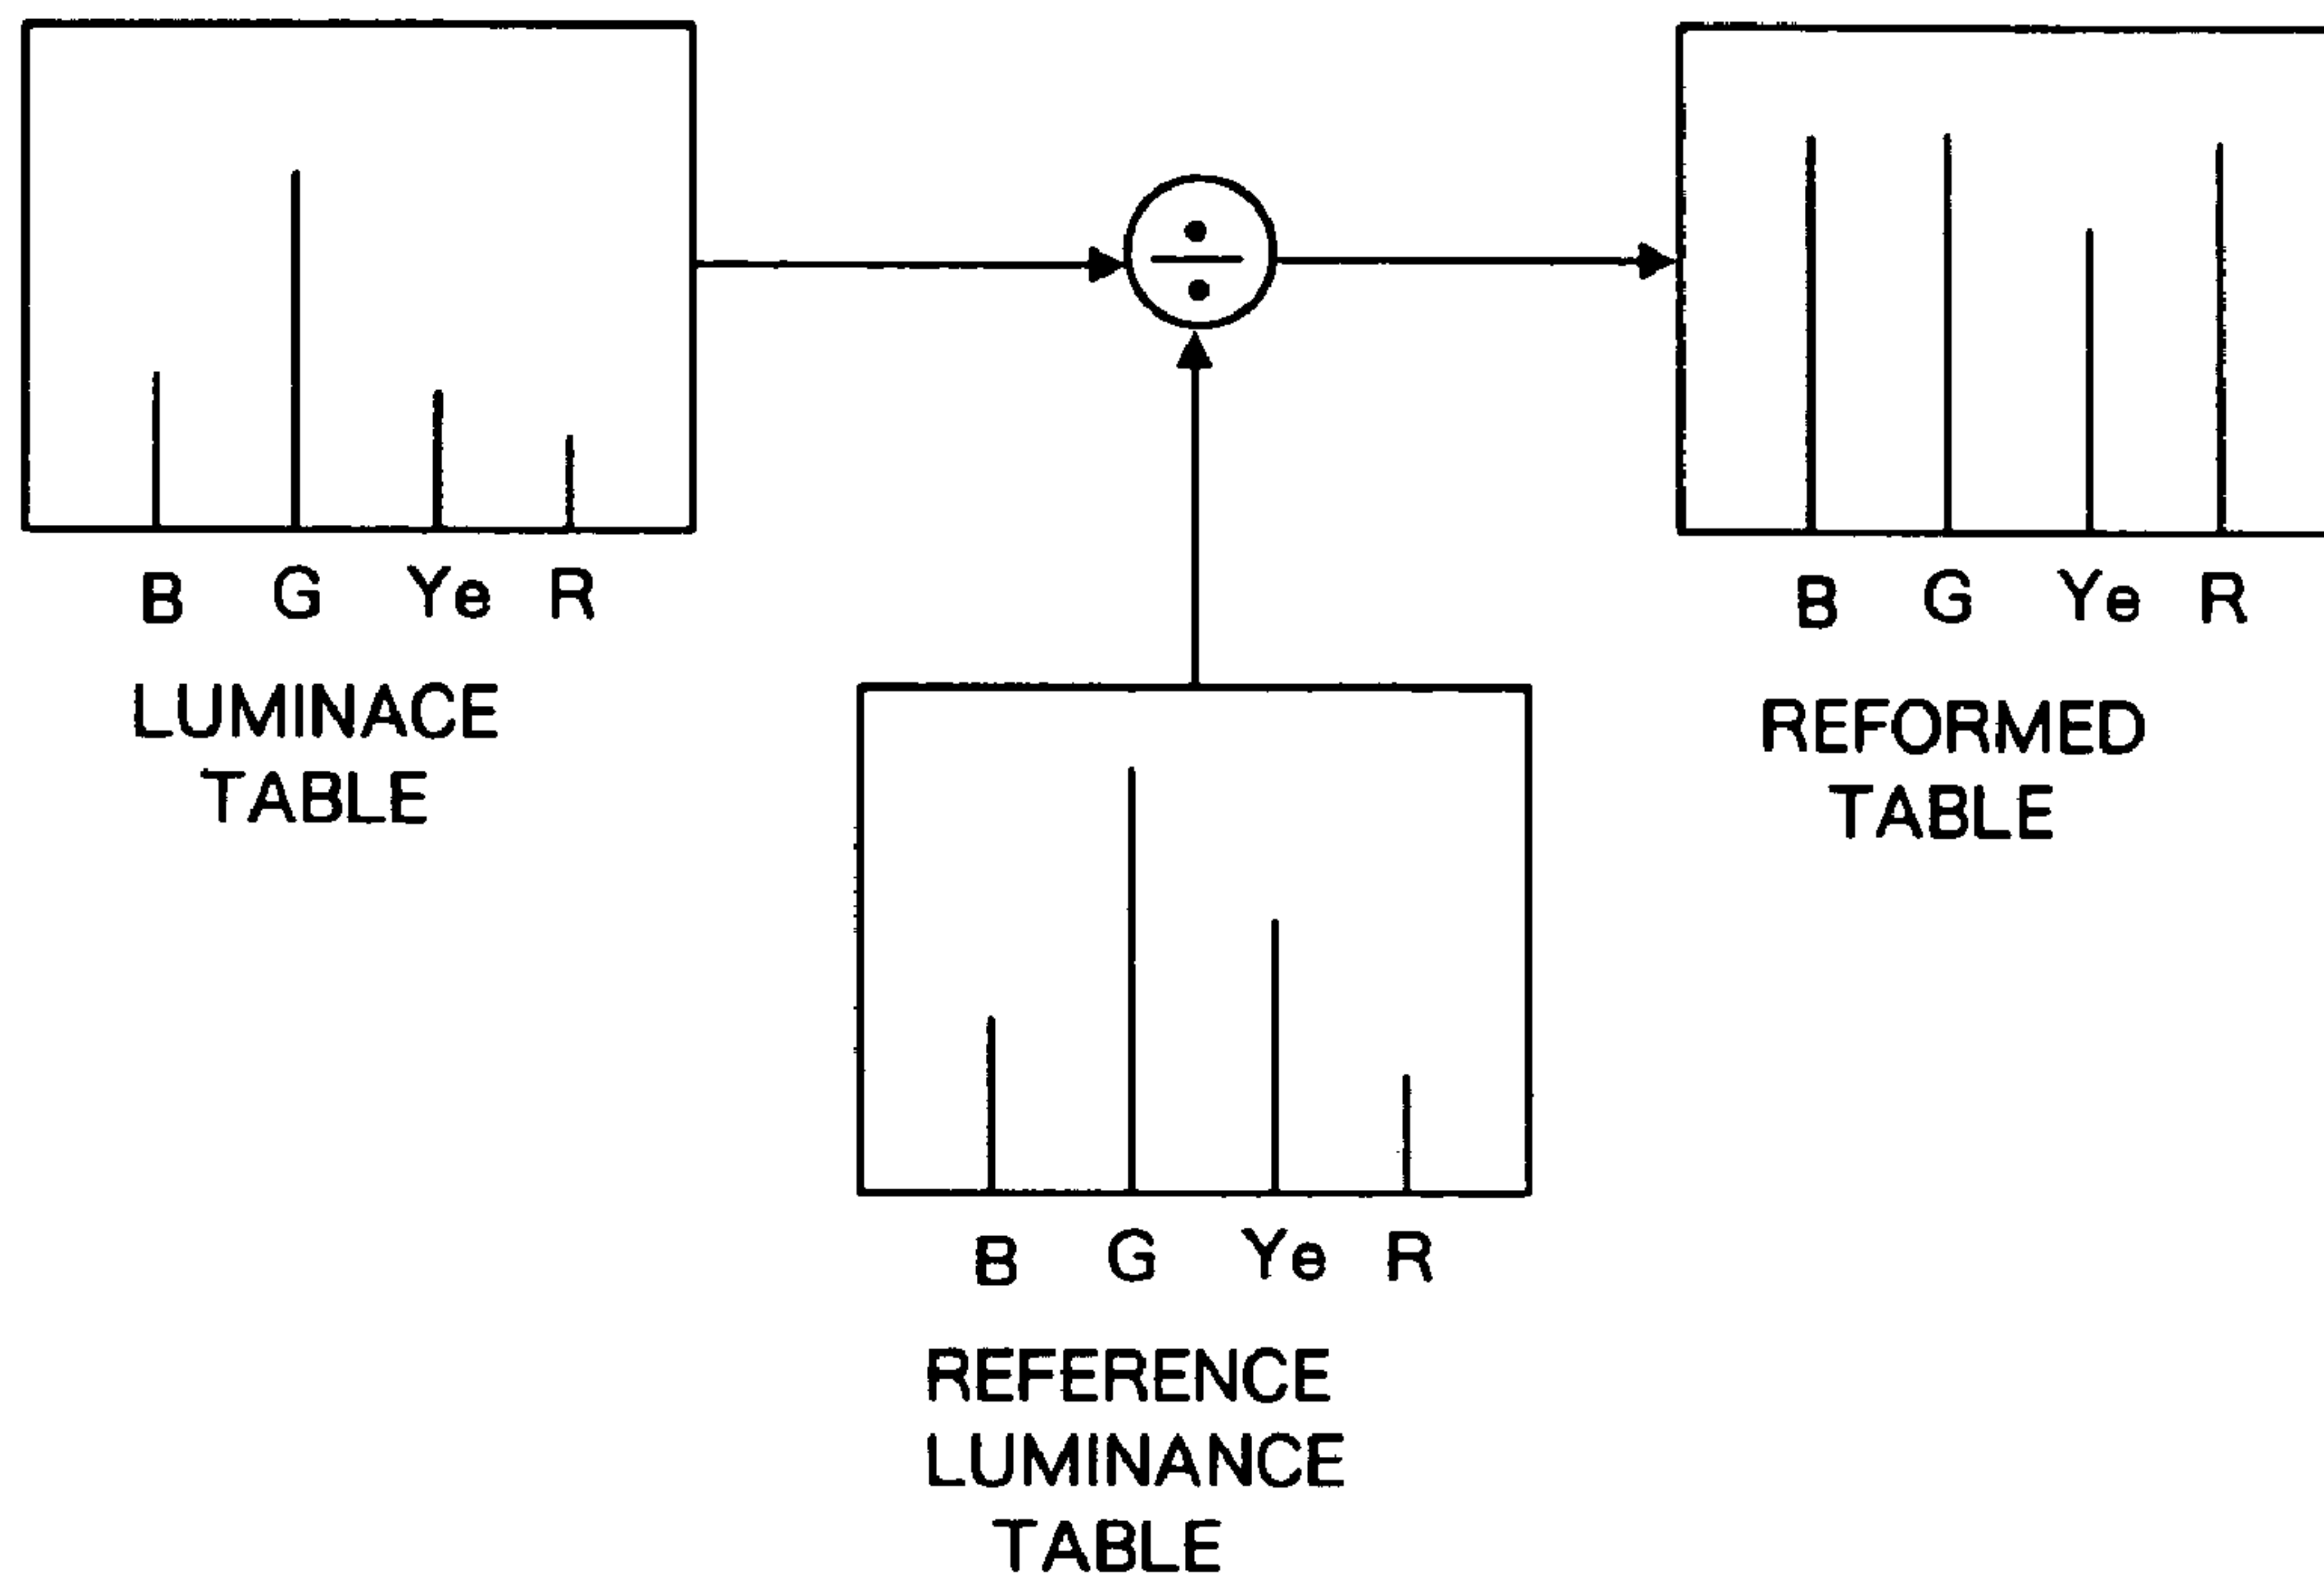 B G Ye R
LUMINACE
TABLE
÷
B G Ye R
REFORMED
TABLE
B G Ye R
REFERENCE
LUMINANCE
TABLE